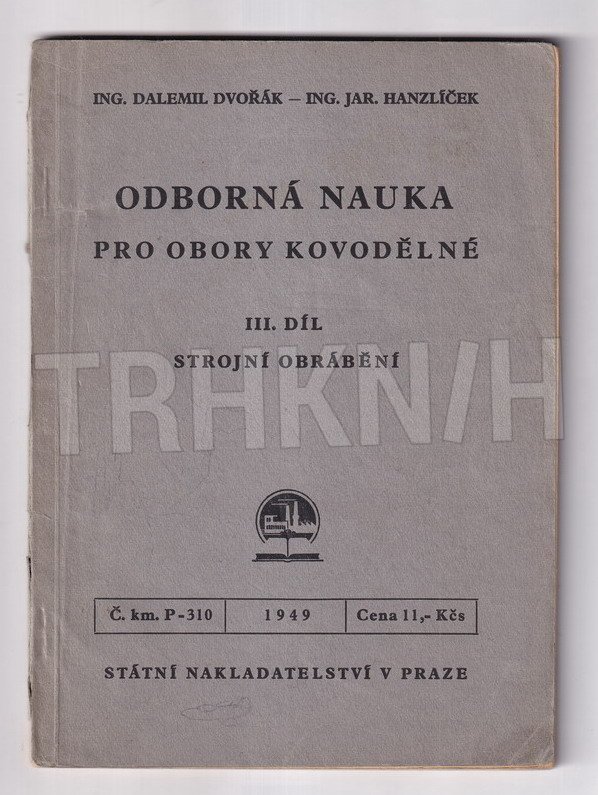 ING. DALEMIL DVOŘÁK — ING. JAR. HANZLÍČEK
ODBORNÁ NAUKA
PRO OBORY KOVODĚLNÉ
III. DÍL
STROJNÍ OBRÁBĚNÍ
TRHKNIH
Č. km. P-310 1949 Cena 11,- Kčs
STÁTNÍ NAKLADATELSTVÍ V PRAZE